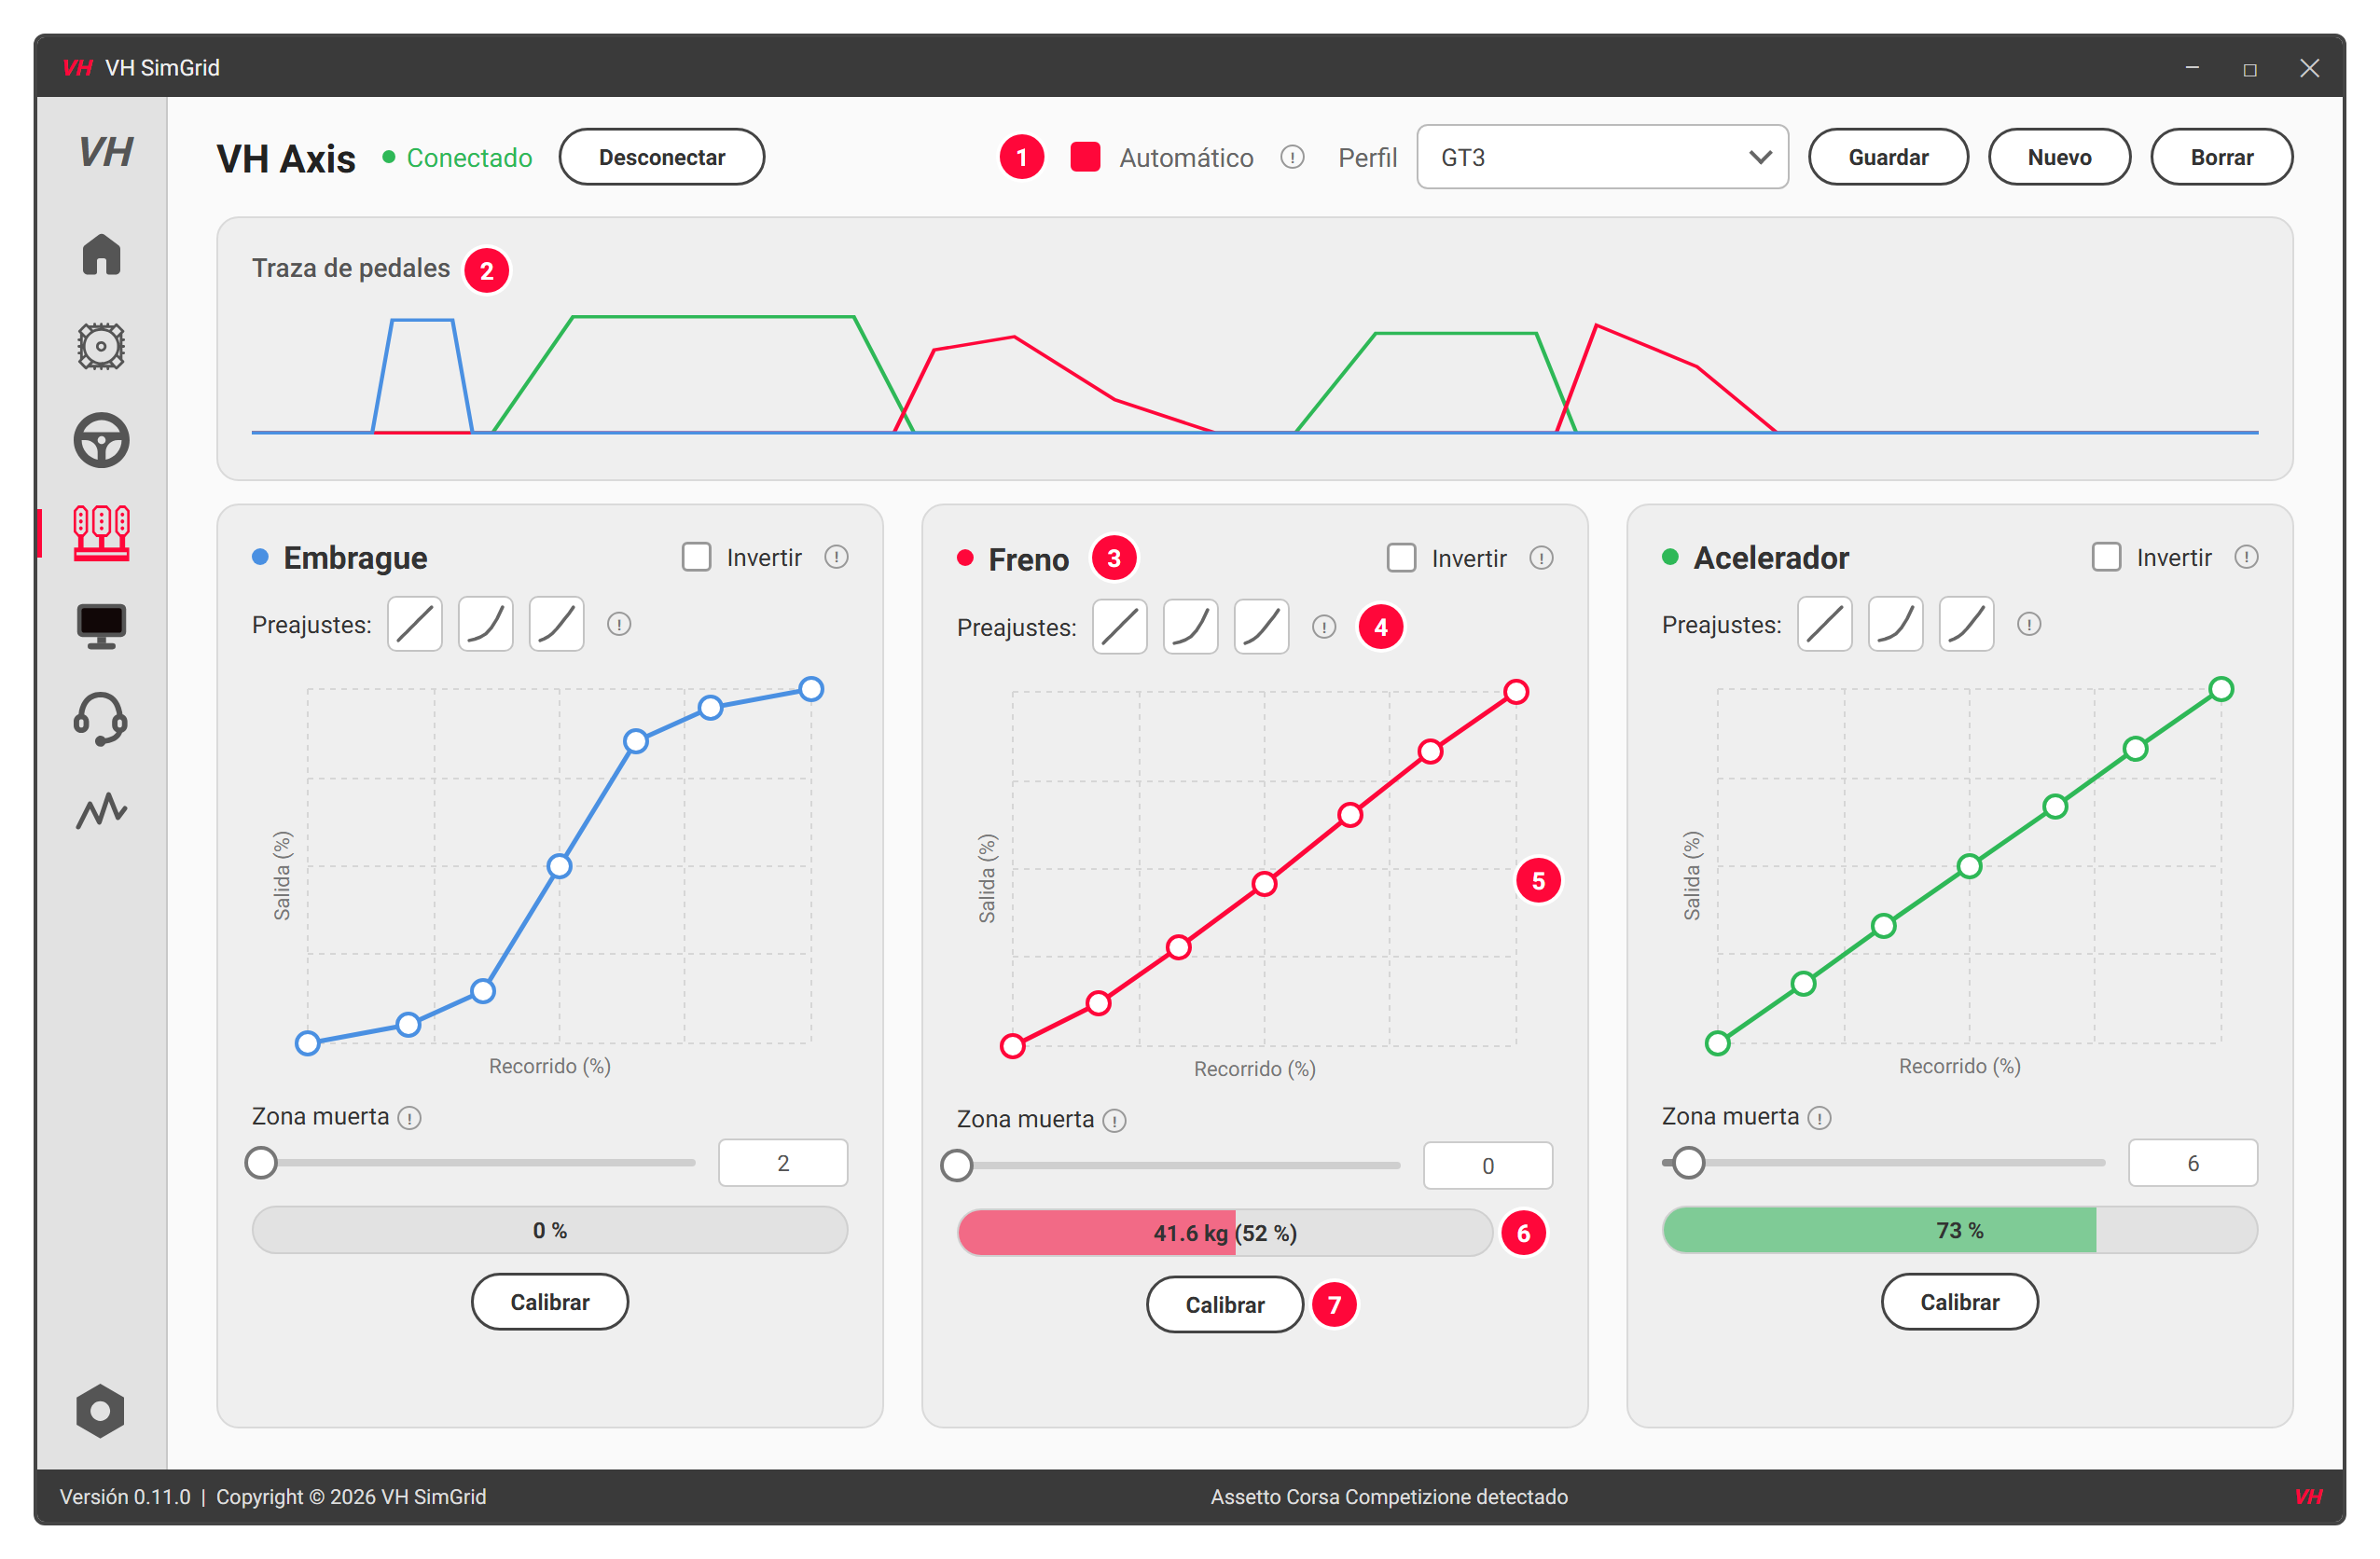 VH VH SimGrid
VH
VH Axis Conectado Desconectar 1 Automático ! Perfil GT3 Guardar Nuevo Borrar
Traza de pedales 2
Embrague Invertir !
Preajustes: !
Salida (%)
Recorrido (%)
Zona muerta !
2
0 %
Calibrar
Freno 3 Invertir !
Preajustes: ! 4
Salida (%)
5
Recorrido (%)
Zona muerta !
0
41.6 kg (52 %) 6
Calibrar 7
Acelerador Invertir !
Preajustes: !
Salida (%)
Recorrido (%)
Zona muerta !
6
73 %
Calibrar
Versión 0.11.0 | Copyright © 2026 VH SimGrid Assetto Corsa Competizione detectado VH